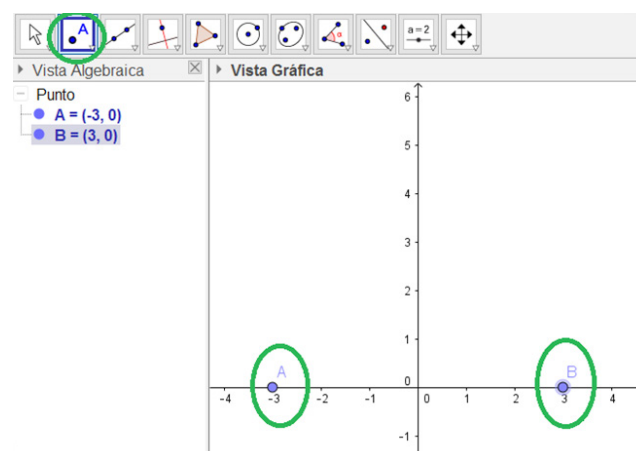 A
a = 2
Vista Algebraica
Vista Gráfica
Punto
A = (-3, 0)
B = (3, 0)
6
5
4
3
2
1
0
A
B
-4 -3 -2 -1 0 1 2 3 4
-1